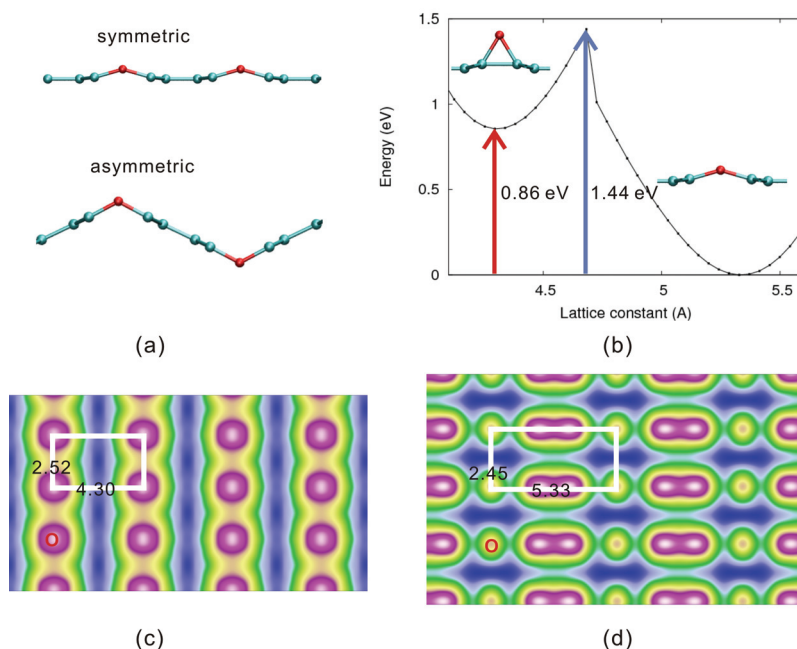 symmetric
asymmetric
(a)
1.5
1
0.5
0
Energy (eV)
0.86 eV
1.44 eV
4.5
5
5.5
Lattice constant (A)
(b)
2.52
4.30
O
(c)
2.45
5.33
O
(d)